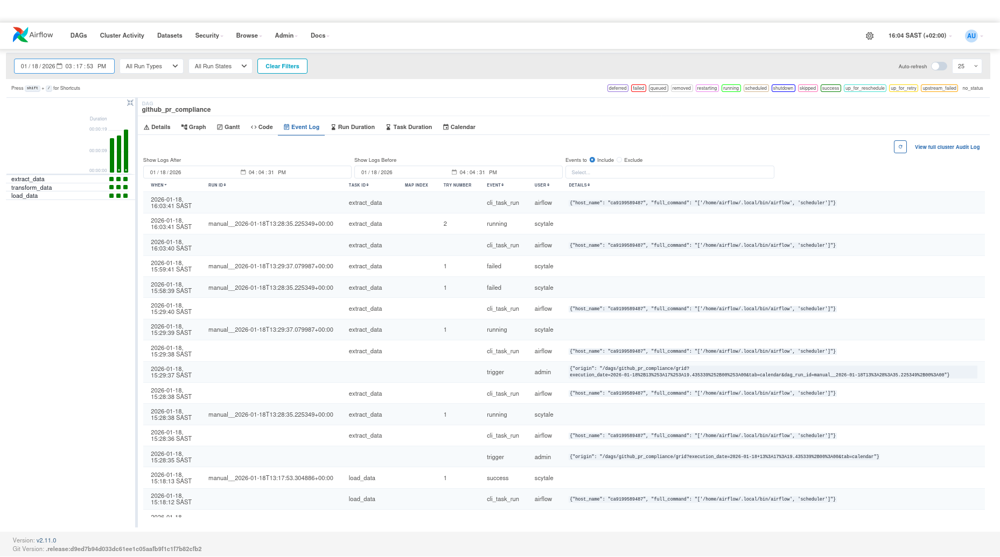 Airflow
DAGs Cluster Activity Datasets Security Browse Admin Docs
16:04 SAST (+02:00) AU
01 / 18 / 2026 03 : 17 : 53 PM All Run Types All Run States Clear Filters
Auto-refresh 25
Press shift + / for Shortcuts
deferred failed queued removed restarting running scheduled shutdown skipped success up_for_reschedule up_for_retry upstream_failed no_status
Duration
00:00:19
00:00:09
00:00:00
extract_data
transform_data
load_data
DAG
github_pr_compliance
Details Graph Gantt <> Code Event Log Run Duration Task Duration Calendar
View full cluster Audit Log
Show Logs After Show Logs Before Events to Include Exclude
01 / 18 / 2026 04 : 04 : 31 PM 01 / 18 / 2026 04 : 04 : 31 PM Select...
WHEN RUN ID TASK ID MAP INDEX TRY NUMBER EVENT USER DETAILS
2026-01-18,
16:03:41 SAST extract_data cli_task_run airflow {"host_name": "ca9199589487", "full_command": "['/home/airflow/.local/bin/airflow', 'scheduler']"}
2026-01-18,
16:03:41 SAST manual__2026-01-18T13:28:35.225349+00:00 extract_data 2 running scytale
2026-01-18,
16:03:40 SAST extract_data cli_task_run airflow {"host_name": "ca9199589487", "full_command": "['/home/airflow/.local/bin/airflow', 'scheduler']"}
2026-01-18,
15:59:41 SAST manual__2026-01-18T13:29:37.079987+00:00 extract_data 1 failed scytale
2026-01-18,
15:58:39 SAST manual__2026-01-18T13:28:35.225349+00:00 extract_data 1 failed scytale
2026-01-18,
15:29:40 SAST extract_data cli_task_run airflow {"host_name": "ca9199589487", "full_command": "['/home/airflow/.local/bin/airflow', 'scheduler']"}
2026-01-18,
15:29:39 SAST manual__2026-01-18T13:29:37.079987+00:00 extract_data 1 running scytale
2026-01-18,
15:29:38 SAST extract_data cli_task_run airflow {"host_name": "ca9199589487", "full_command": "['/home/airflow/.local/bin/airflow', 'scheduler']"}
2026-01-18,
15:29:37 SAST trigger admin {"origin": "/dags/github_pr_compliance/grid?
execution_date=2026-01-18%2B13%253A17%253A19.435339%252B00%253A00&tab=calendar&dag_run_id=manual__2026-01-18T13%3A28%3A35.225349%2B00%3A00"}
2026-01-18,
15:28:38 SAST extract_data cli_task_run airflow {"host_name": "ca9199589487", "full_command": "['/home/airflow/.local/bin/airflow', 'scheduler']"}
2026-01-18,
15:28:38 SAST manual__2026-01-18T13:28:35.225349+00:00 extract_data 1 running scytale
2026-01-18,
15:28:36 SAST extract_data cli_task_run airflow {"host_name": "ca9199589487", "full_command": "['/home/airflow/.local/bin/airflow', 'scheduler']"}
2026-01-18,
15:28:35 SAST trigger admin {"origin": "/dags/github_pr_compliance/grid?execution_date=2026-01-18+13%3A17%3A19.435339%2B00%3A00&tab=calendar"}
2026-01-18,
15:18:13 SAST manual__2026-01-18T13:17:53.304886+00:00 load_data 1 success scytale
2026-01-18,
15:18:12 SAST load_data cli_task_run airflow {"host_name": "ca9199589487", "full_command": "['/home/airflow/.local/bin/airflow', 'scheduler']"}
2026-01-18
Version: v2.11.0
Git Version: .release:d9ed7b94d033dc61ee1c05aafb9f1c1f7b82cfb2